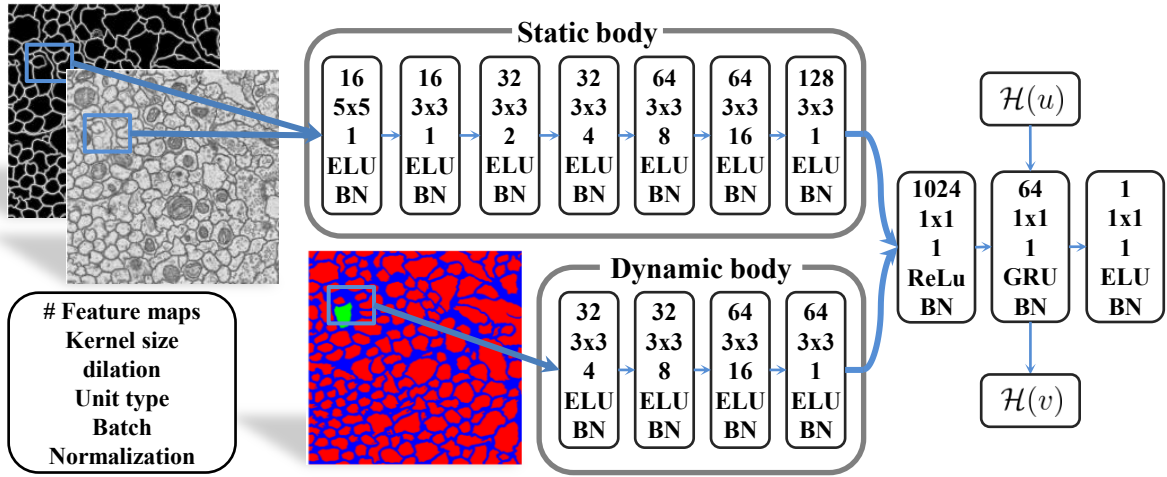 Static body
16
5x5
1
ELU
BN
16
3x3
1
ELU
BN
32
3x3
2
ELU
BN
32
3x3
4
ELU
BN
64
3x3
8
ELU
BN
64
3x3
16
ELU
BN
128
3x3
1
ELU
BN
Dynamic body
32
3x3
4
ELU
BN
32
3x3
8
ELU
BN
64
3x3
16
ELU
BN
64
3x3
1
ELU
BN
1024
1x1
1
ReLu
BN
H(u)
64
1x1
1
GRU
BN
H(v)
1
1x1
1
ELU
BN
# Feature maps
Kernel size
dilation
Unit type
Batch
Normalization